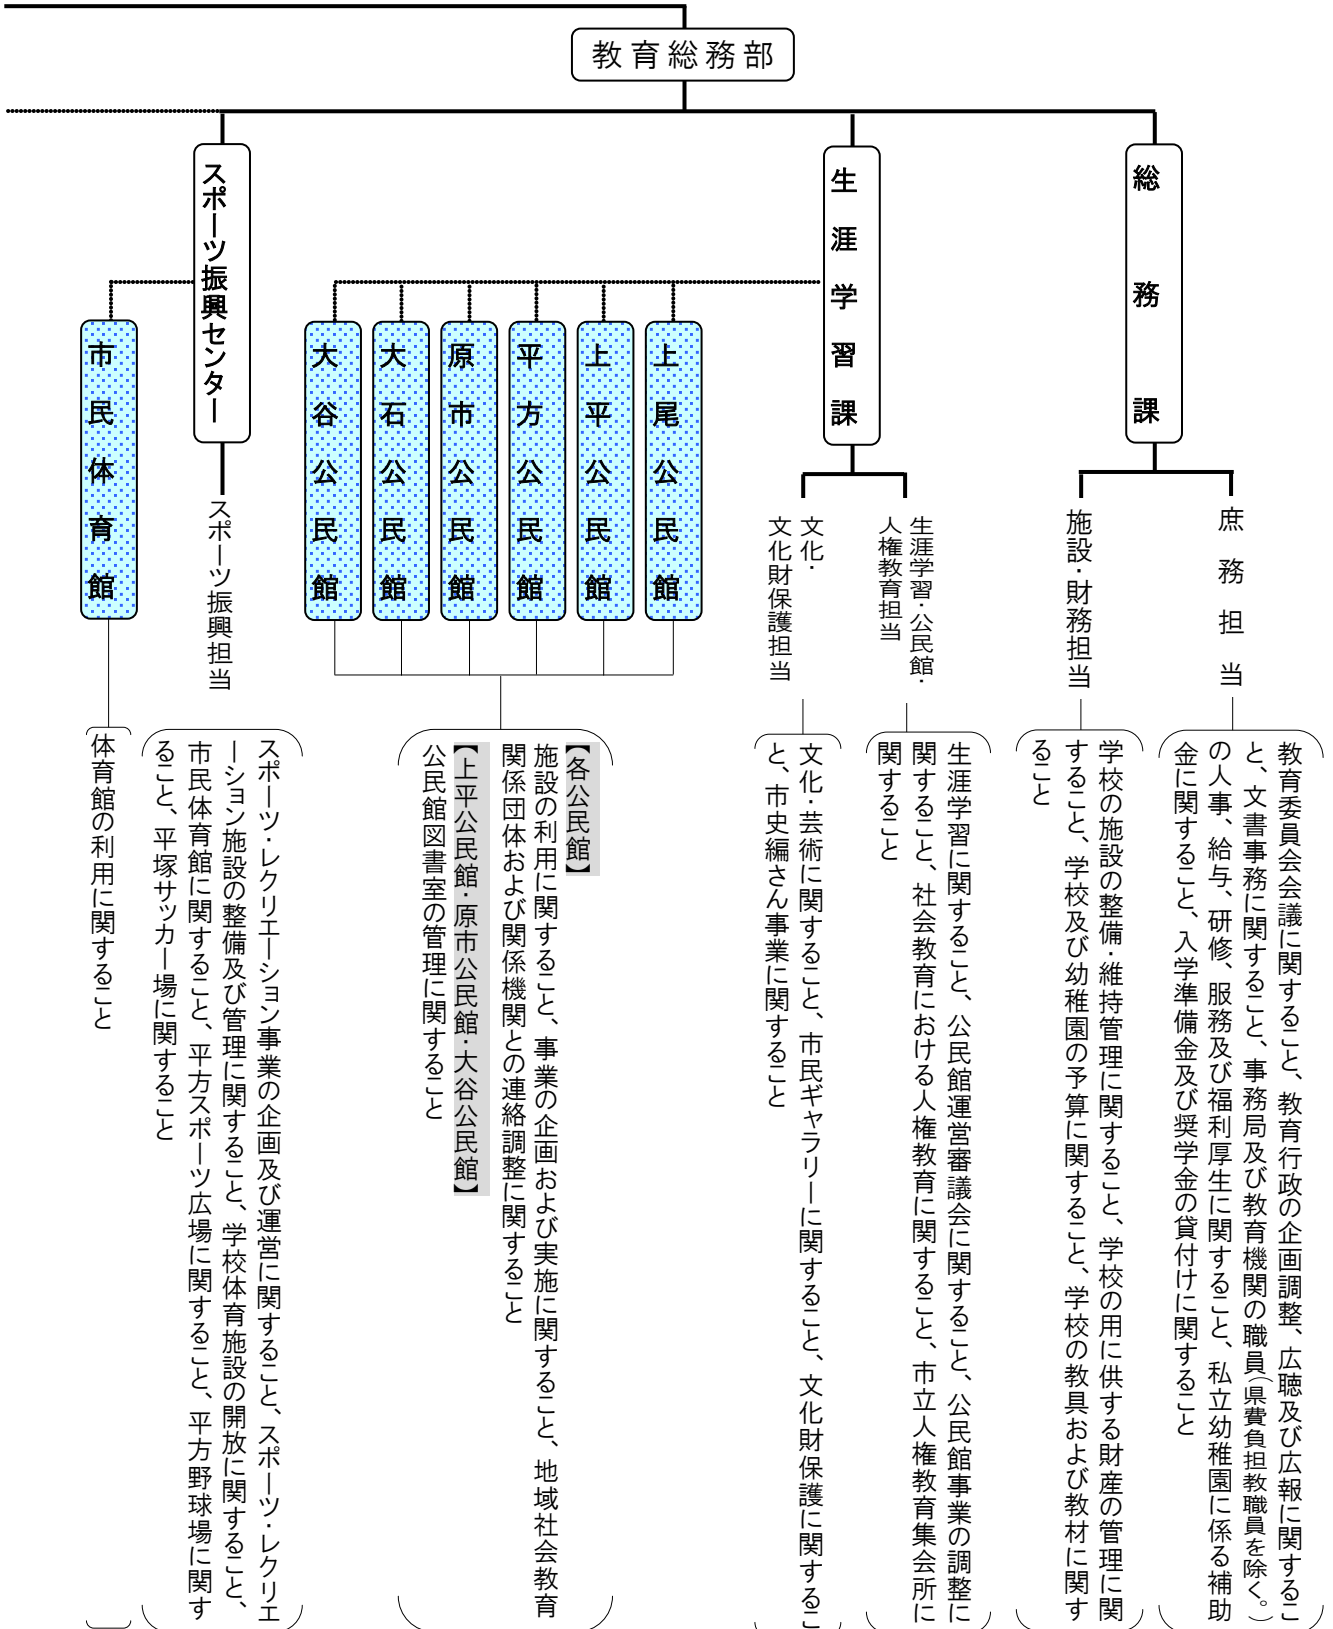 教育総務部
総務課
庶務担当
教育委員会会議に関すること、教育行政の企画調整、広聴及び広報に関するこ
と、文書事務に関すること、事務局及び教育機関の職員（県費負担教職員を除く。）
の人事、給与、研修、服務及び福利厚生に関すること、私立幼稚園に係る補助
金に関すること、入学準備金及び奨学金の貸付けに関すること
施設・財務担当
学校の施設の整備・維持管理に関すること、学校の用に供する財産の管理に関
すること、学校及び幼稚園の予算に関すること、学校の教具および教材に関す
ること
生涯学習課
生涯学習・公民館・
人権教育担当
生涯学習に関すること、公民館運営審議会に関すること、公民館事業の調整に
関すること、社会教育における人権教育に関すること、市立人権教育集会所に
関すること
文化・
文化財保護担当
文化・芸術に関すること、市民ギャラリーに関すること、文化財保護に関するこ
と、市史編さん事業に関すること
上尾公民館
上平公民館
平方公民館
原市公民館
大石公民館
大谷公民館
【各公民館】
施設の利用に関すること、事業の企画および実施に関すること、地域社会教育
関係団体および関係機関との連絡調整に関すること
【上平公民館・原市公民館・大谷公民館】
公民館図書室の管理に関すること
スポーツ振興センター
スポーツ振興担当
スポーツ・レクリエーション事業の企画及び運営に関すること、スポーツ・レクリエ
ーション施設の整備及び管理に関すること、学校体育施設の開放に関すること、
市民体育館に関すること、平方スポーツ広場に関すること、平方野球場に関す
ること、平塚サッカー場に関すること
市民体育館
体育館の利用に関すること